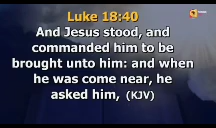 Luke 18:40
And Jesus stood, and
commanded him to be
brought unto him: and when
he was come near, he
asked him, (KJV)